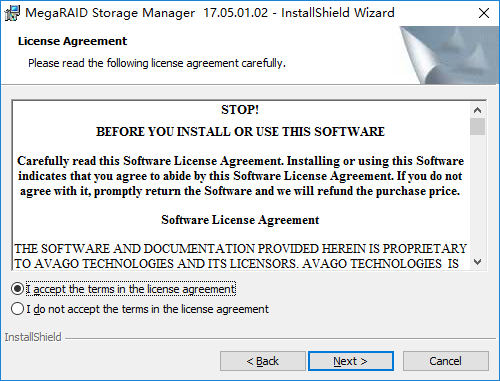 MegaRAID Storage Manager 17.05.01.02 - InstallShield Wizard
License Agreement
Please read the following license agreement carefully.
STOP!
BEFORE YOU INSTALL OR USE THIS SOFTWARE
Carefully read this Software License Agreement. Installing or using this Software
indicates that you agree to abide by this Software License Agreement. If you do not
agree with it, promptly return the Software and we will refund the purchase price.
Software License Agreement
THE SOFTWARE AND DOCUMENTATION PROVIDED HEREIN IS PROPRIETARY
TO AVAGO TECHNOLOGIES AND ITS LICENSORS. AVAGO TECHNOLOGIES IS
I accept the terms in the license agreement
I do not accept the terms in the license agreement
InstallShield
< Back
Next >
Cancel